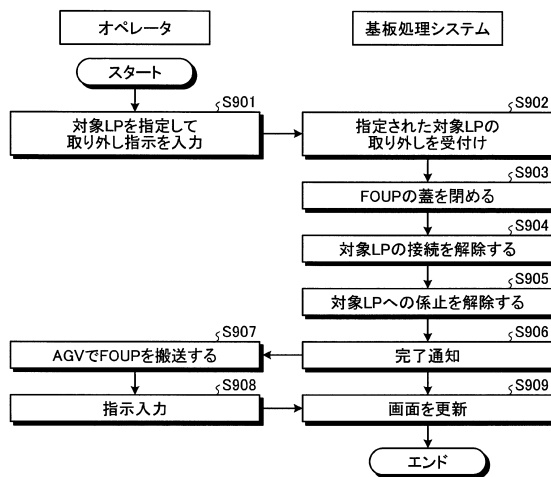 オペレータ
基板処理システム
スタート
S901
対象LPを指定して
取り外し指示を入力
S902
指定された対象LPの
取り外しを受付け
S903
FOUPの蓋を閉める
S904
対象LPの接続を解除する
S905
対象LPへの係止を解除する
S906
完了通知
S907
AGVでFOUPを搬送する
S908
指示入力
S909
画面を更新
エンド